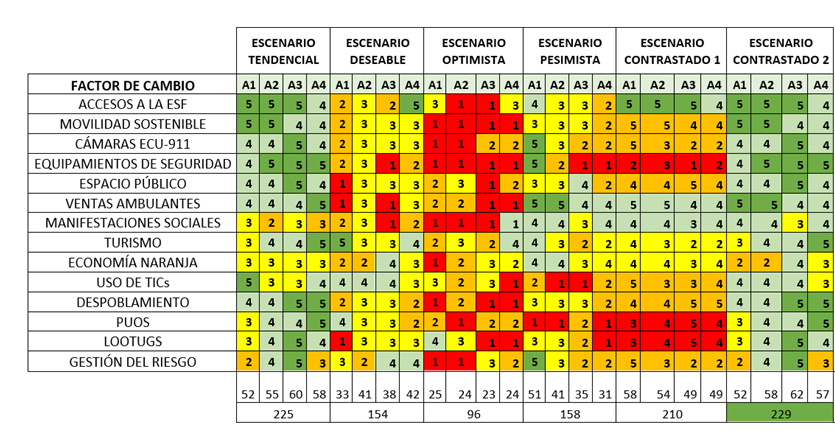 ESCENARIO TENDENCIAL ESCENARIO DESEABLE ESCENARIO OPTIMISTA ESCENARIO PESIMISTA ESCENARIO CONTRASTADO 1 ESCENARIO CONTRASTADO 2
FACTOR DE CAMBIO A1 A2 A3 A4 A1 A2 A3 A4 A1 A2 A3 A4 A1 A2 A3 A4 A1 A2 A3 A4 A1 A2 A3 A4
ACCESOS A LA ESF 5 5 5 4 2 3 2 5 3 1 1 3 4 3 3 2 5 5 5 4 5 5 5 4
MOVILIDAD SOSTENIBLE 5 5 4 4 2 3 3 3 1 1 1 1 3 3 3 2 5 5 4 4 5 5 4 4
CÁMARAS ECU-911 4 4 5 4 2 3 3 3 1 1 2 2 5 3 2 2 4 4 5 4 4 4 5 4
EQUIPAMIENTOS DE SEGURIDAD 4 5 5 5 2 3 1 2 1 1 1 1 5 2 1 1 2 3 1 2 4 5 5 5
ESPACIO PÚBLICO 4 4 5 4 1 3 3 3 2 3 1 2 3 3 4 2 4 4 5 4 4 4 5 4
VENTAS AMBULANTES 4 4 4 5 1 3 1 3 2 2 1 1 5 5 4 4 4 4 3 4 5 5 4 4
MANIFESTACIONES SOCIALES 3 2 3 3 2 3 1 2 1 1 1 1 4 4 3 4 4 4 3 4 4 4 3 4
TURISMO 3 4 4 5 5 3 3 4 2 3 2 4 4 3 2 2 4 3 2 2 3 4 4 5
ECONOMÍA NARANJA 3 3 3 3 2 2 4 3 1 2 3 2 4 4 3 3 4 4 3 3 2 2 4 3
USO DE TICs 5 3 3 4 4 4 4 3 3 2 3 1 2 1 1 2 2 3 3 4 4 4 4 3
DESPOBLAMIENTO 4 4 5 5 2 3 3 2 1 2 1 1 3 3 3 2 4 4 5 5 4 4 5 5
PUOS 3 4 4 5 4 3 3 2 2 1 2 2 1 1 2 1 3 4 5 4 3 4 4 5
LOOTUGS 3 4 5 4 1 3 3 3 4 3 1 1 3 3 2 2 3 4 5 4 3 4 5 4
GESTIÓN DEL RIESGO 2 4 5 3 3 2 4 4 1 1 3 2 5 3 2 2 4 3 2 2 2 4 5 3
52 55 60 58 33 41 38 42 25 24 23 24 51 41 35 31 58 54 49 49 52 58 62 57
225 154 96 158 210 229